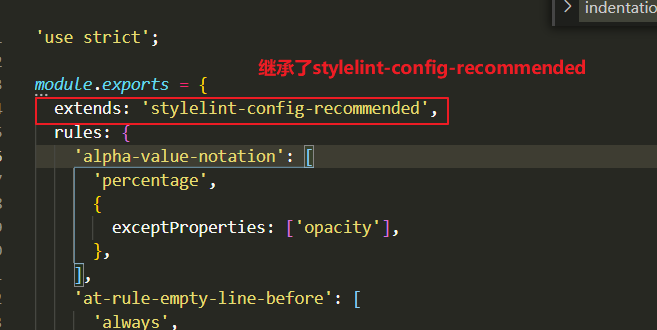 indentatio
'use strict';
继承了stylelint-config-recommended
module.exports = {
extends: 'stylelint-config-recommended',
rules: {
'alpha-value-notation': [
'percentage',
{
exceptProperties: ['opacity'],
},
],
'at-rule-empty-line-before': [
'always',